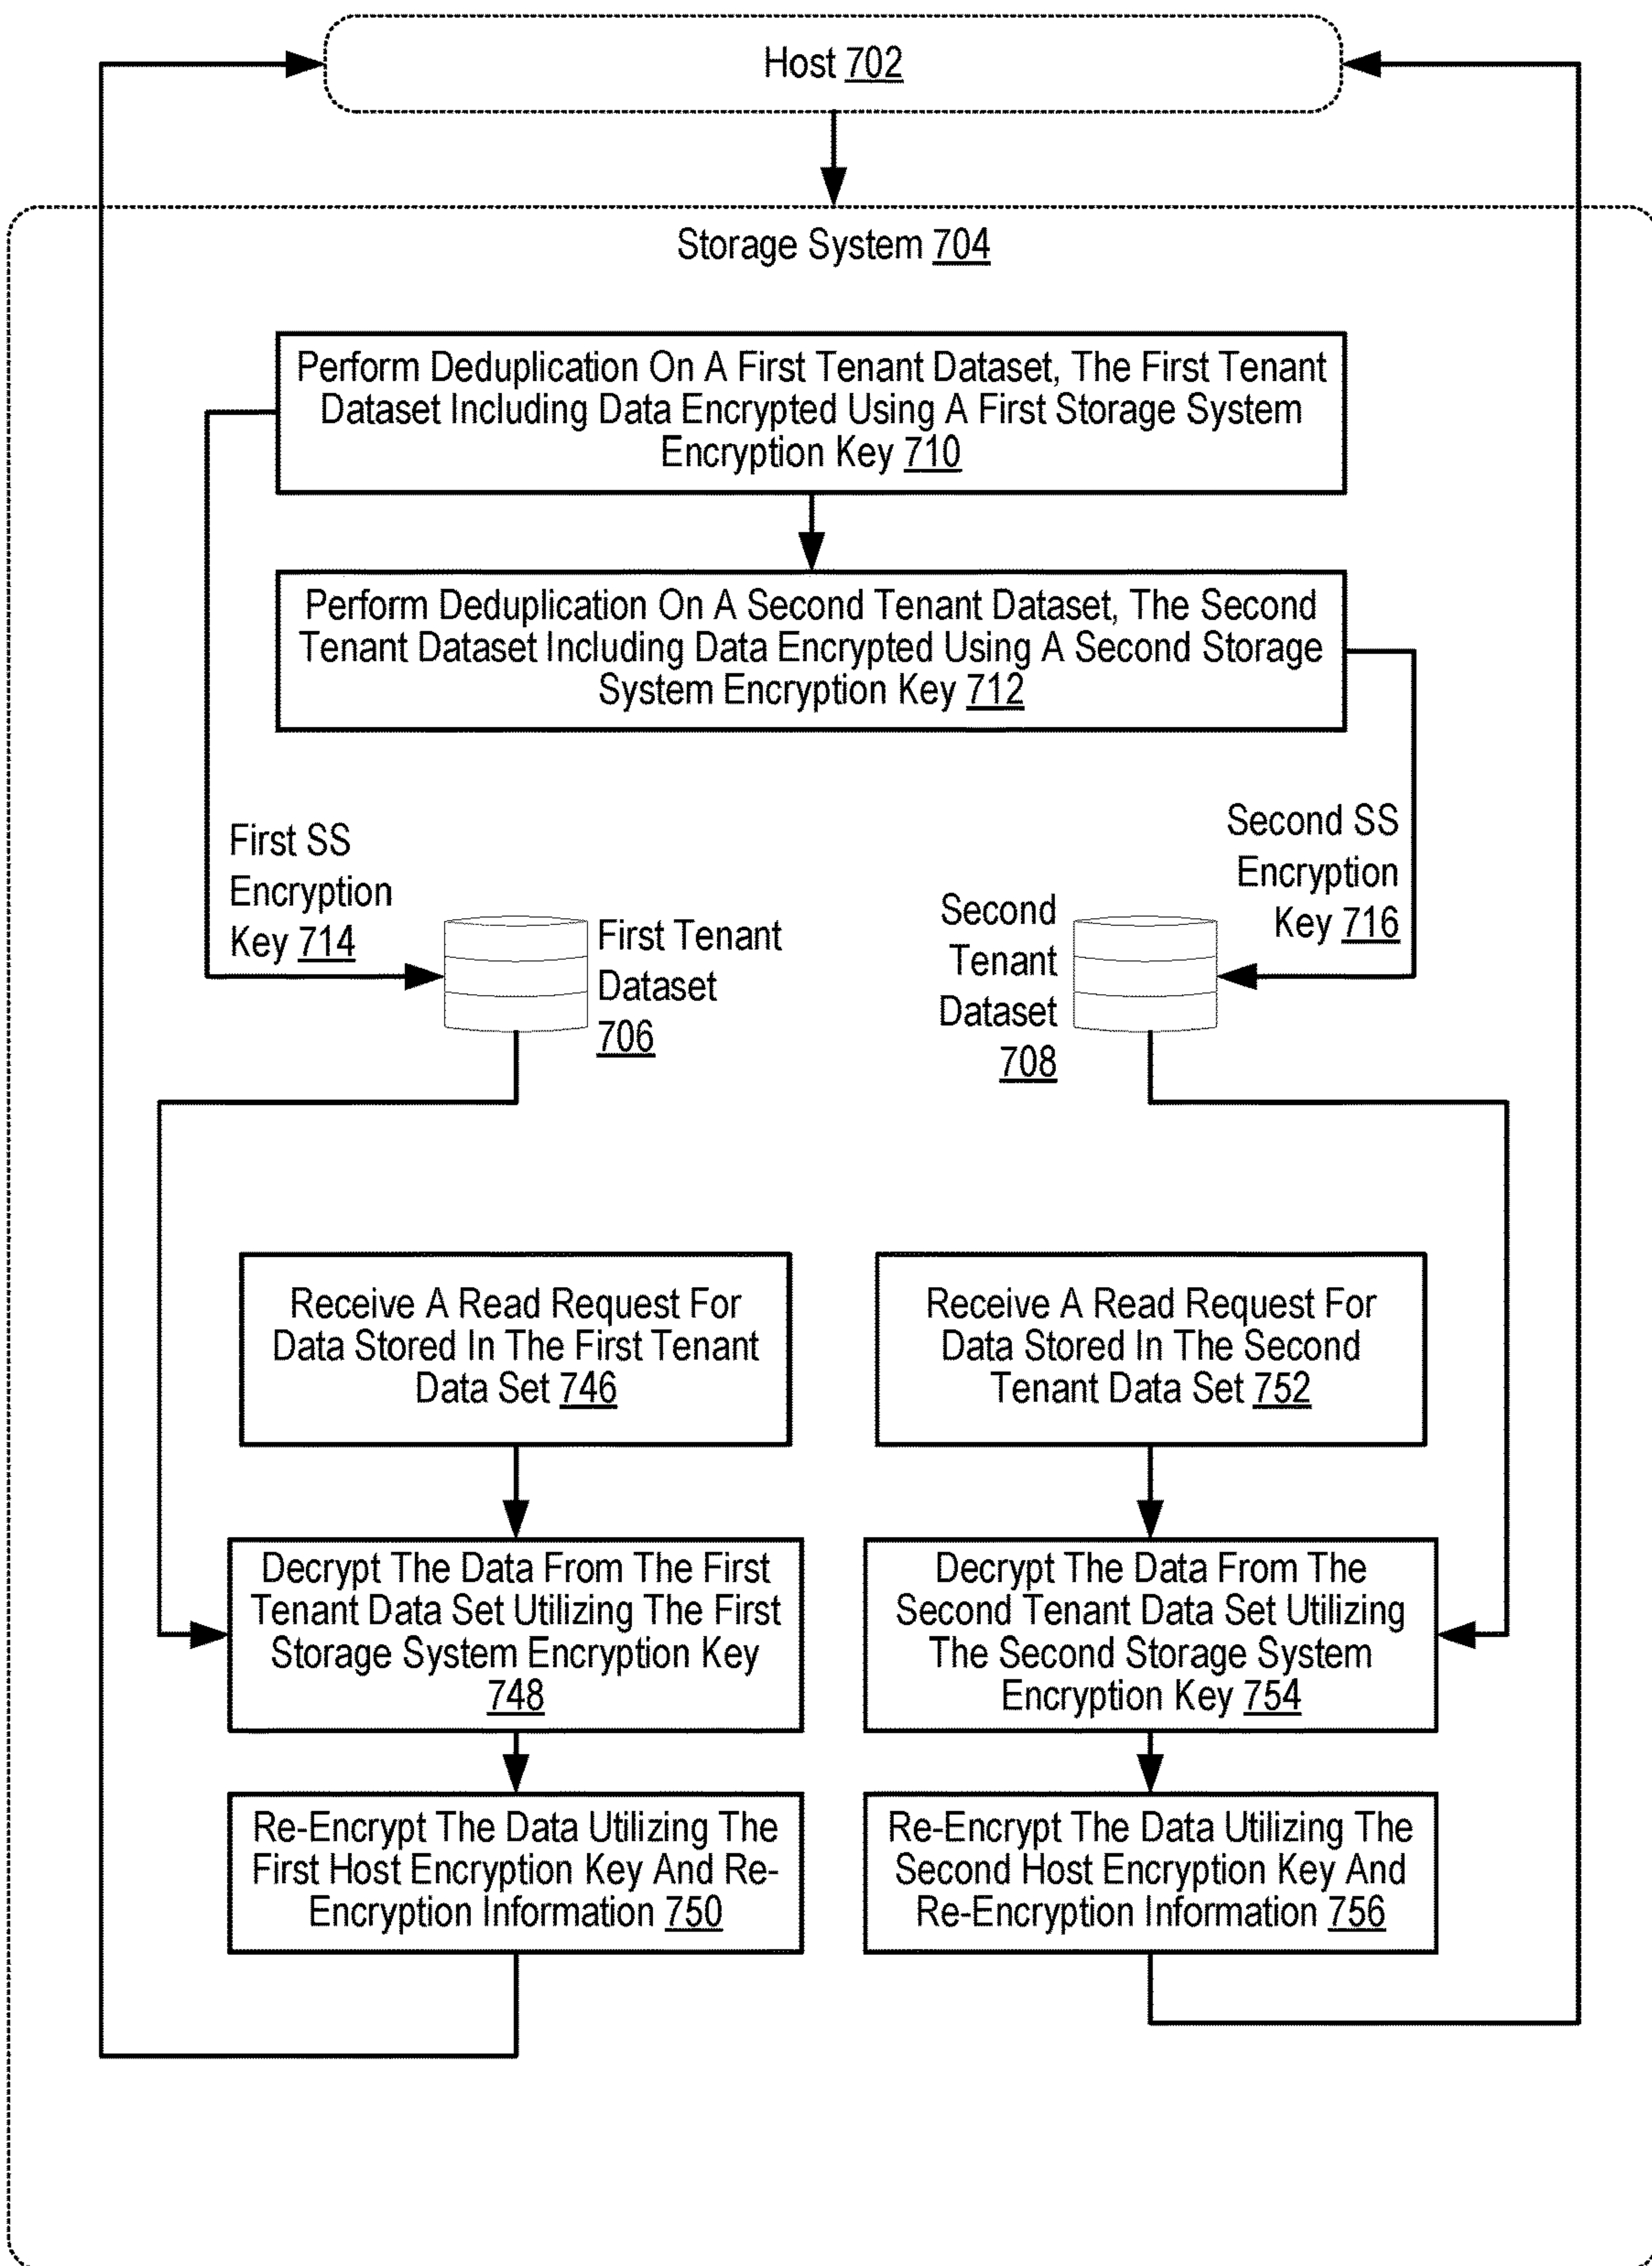 Host 702
Storage System 704
Perform Deduplication On A First Tenant Dataset, The First Tenant
Dataset Including Data Encrypted Using A First Storage System
Encryption Key 710
Perform Deduplication On A Second Tenant Dataset, The Second
Tenant Dataset Including Data Encrypted Using A Second Storage
System Encryption Key 712
First SS
Encryption
Key 714
First Tenant
Dataset
706
Second
Tenant
Dataset
708
Second SS
Encryption
Key 716
Receive A Read Request For
Data Stored In The First Tenant
Data Set 746
Receive A Read Request For
Data Stored In The Second
Tenant Data Set 752
Decrypt The Data From The First
Tenant Data Set Utilizing The First
Storage System Encryption Key
748
Decrypt The Data From The
Second Tenant Data Set Utilizing
The Second Storage System
Encryption Key 754
Re-Encrypt The Data Utilizing The
First Host Encryption Key And Re-
Encryption Information 750
Re-Encrypt The Data Utilizing The
Second Host Encryption Key And
Re-Encryption Information 756